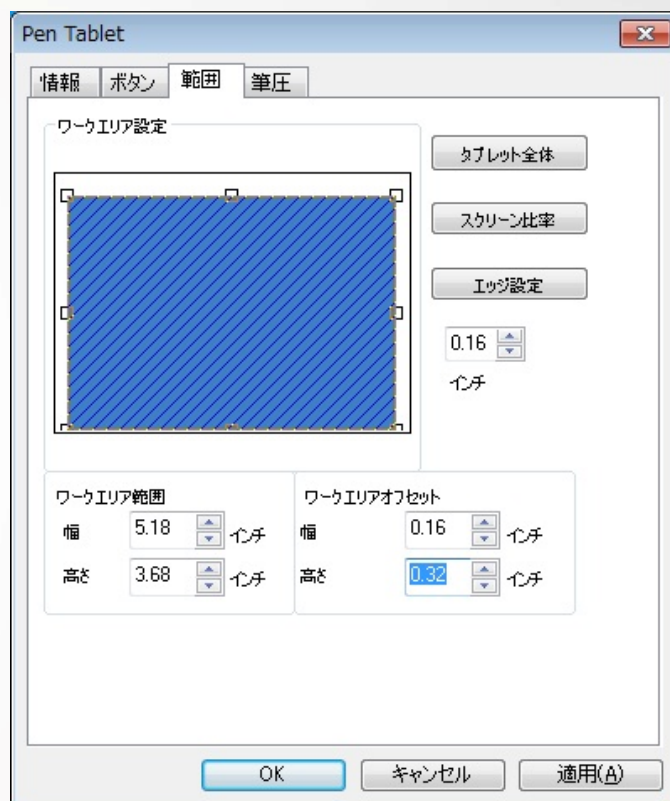 Pen Tablet
情報 ボタン 範囲 筆圧
ワークエリア設定
タブレット全体
スクリーン比率
エッジ設定
0.16
インチ
ワークエリア範囲
幅 5.18 インチ
高さ 3.68 インチ
ワークエリアオフセット
幅 0.16 インチ
高さ 0.32 インチ
OK キャンセル 適用(A)